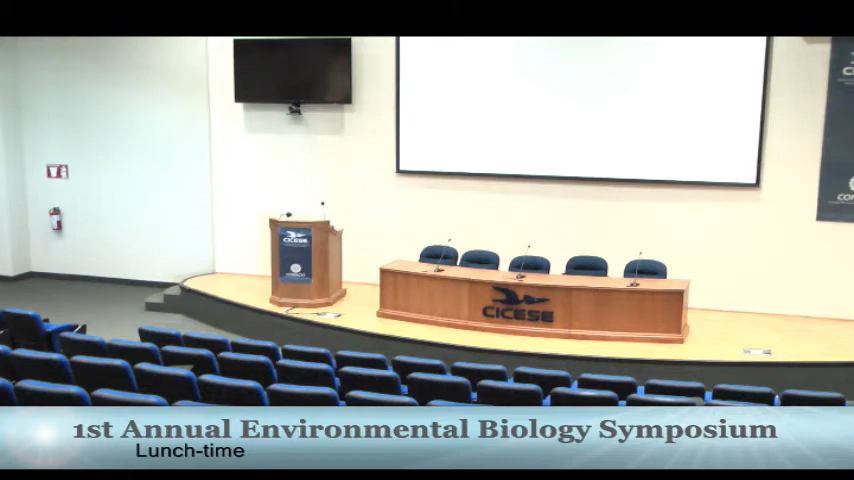 CICESE
CICESE
1st Annual Environmental Biology Symposium
Lunch-time